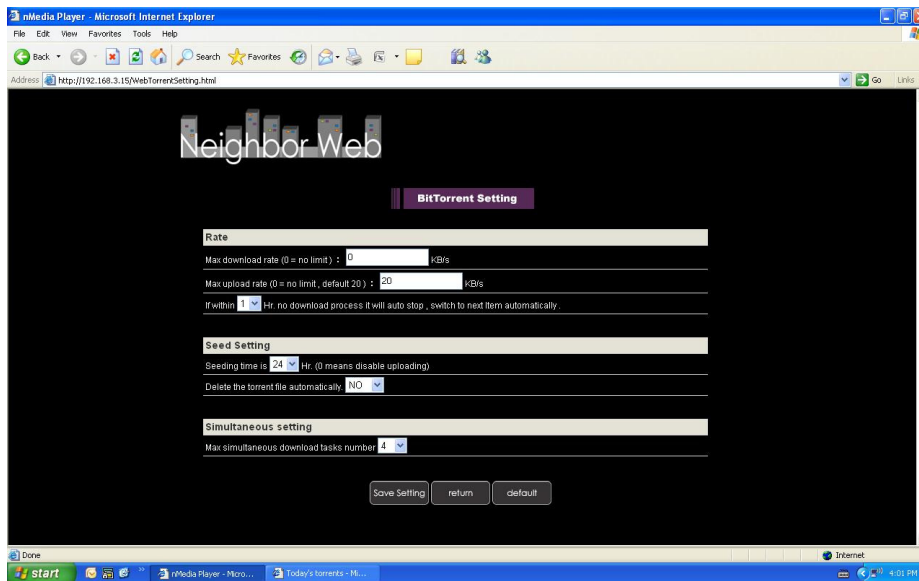 nMedia Player - Microsoft Internet Explorer
File Edit View Favorites Tools Help
Back Search Favorites
Address http://192.168.3.15/WebTorrentSetting.html Go Links
Neighbor Web
BitTorrent Setting
Rate
Max download rate (0 = no limit ) : 0 KB/s
Max upload rate (0 = no limit , default 20 ) : 20 KB/s
If within 1 Hr. no download process it will auto stop , switch to next Item automatically .
Seed Setting
Seeding time is 24 Hr. (0 means disable uploading)
Delete the torrent file automatically. NO
Simultaneous setting
Max simultaneous download tasks number 4
Save Setting return default
Done Internet
start nMedia Player - Micro... Today's torrents - Mi... 4:01 PM